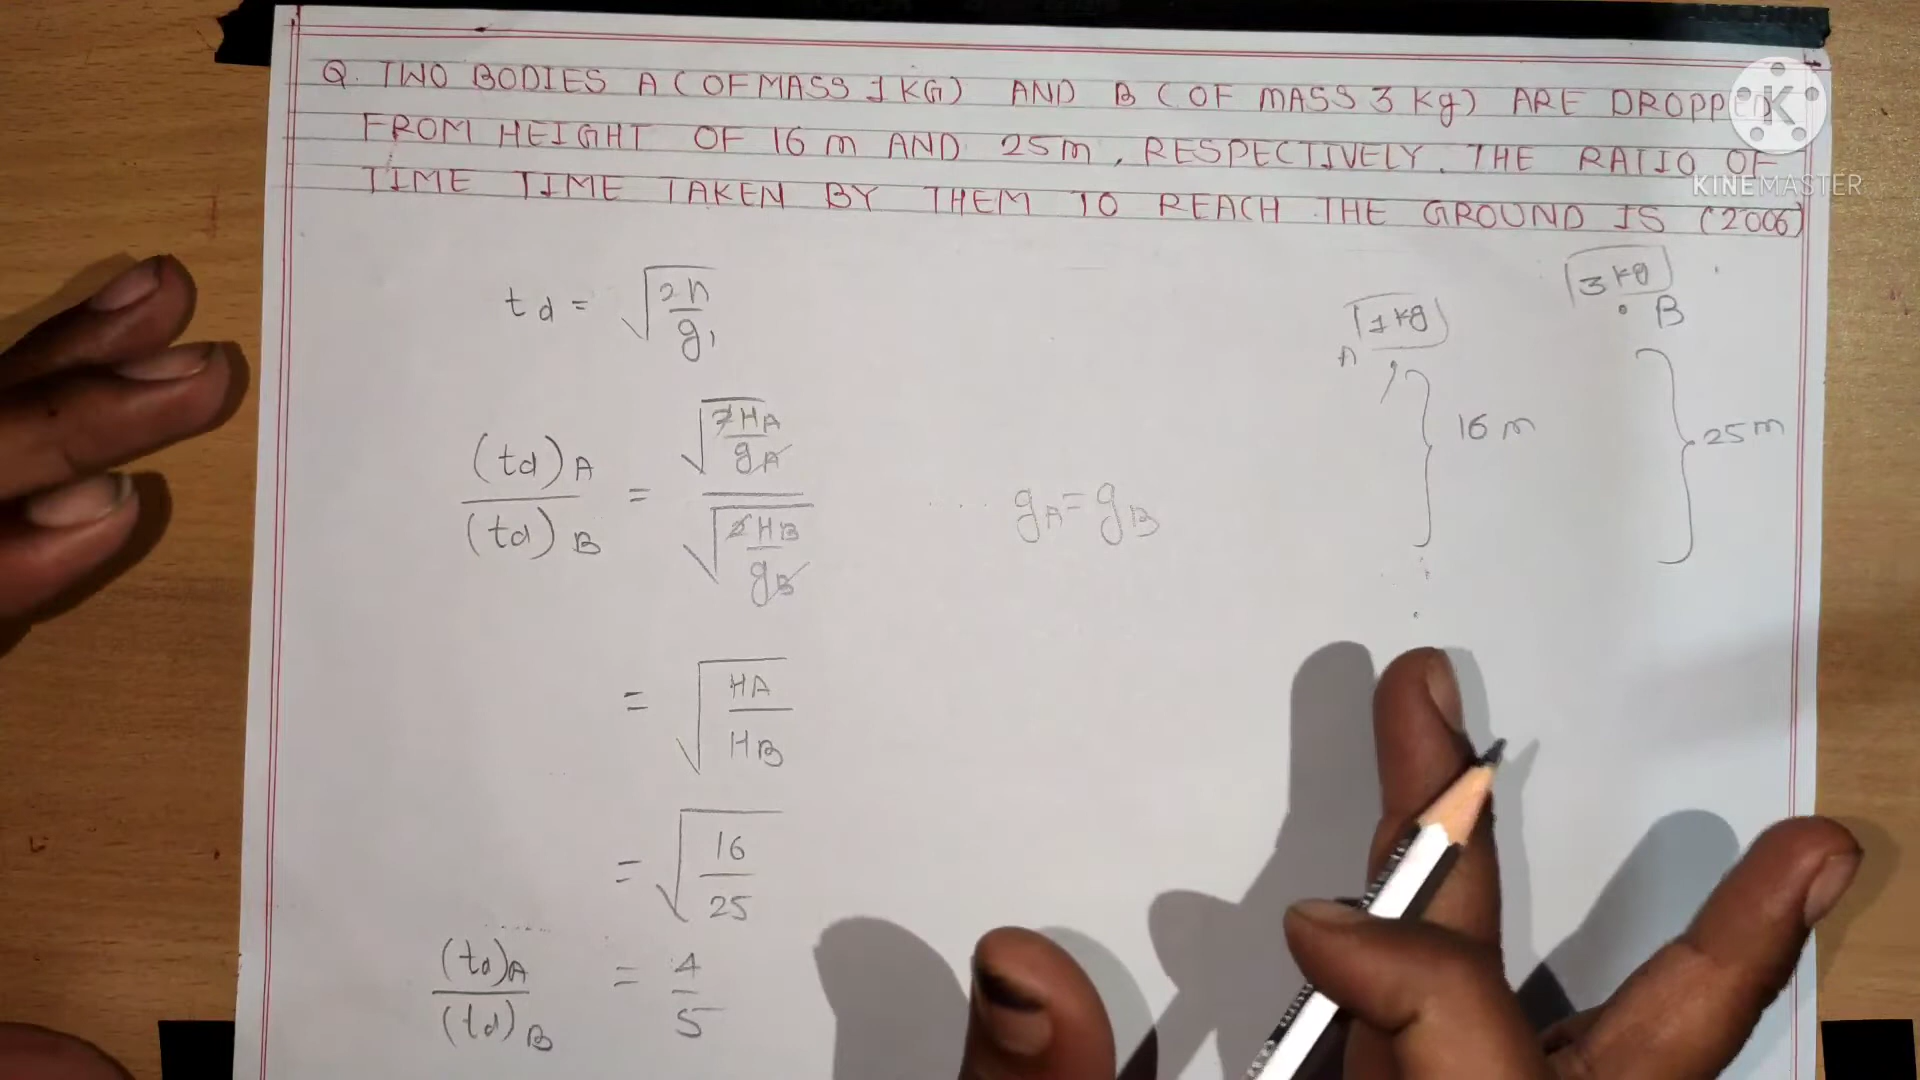 Q. TWO BODIES A (OF MASS 1 KG) AND B (OF MASS 3 Kg) ARE DROPPED
FROM HEIGHT OF 16 m AND 25m, RESPECTIVELY. THE RATIO OF
TIME TIME TAKEN BY THEM TO REACH THE GROUND IS (2006)
K
KINEMASTER
td = √(2h/g)
1 kg
A
16 m
3 kg
B
25 m
(td)A/(td)B = √(2HA/gA)/√(2HB/gB)
gA = gB
= √(HA/HB)
= √(16/25)
(td)A/(td)B = 4/5